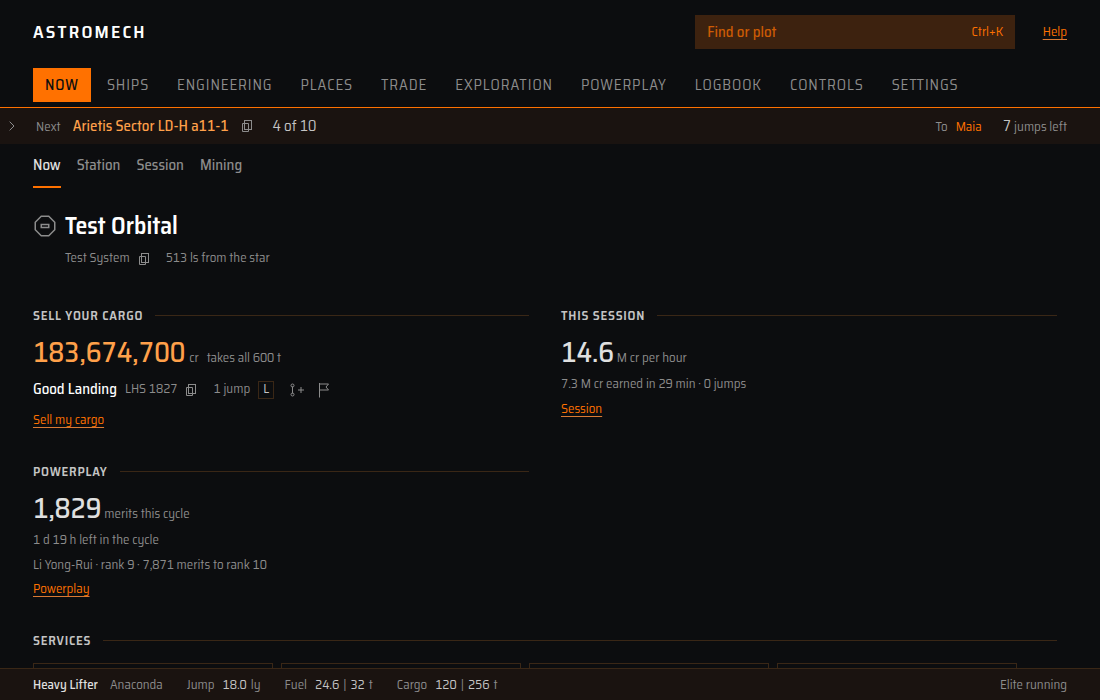 ASTROMECH
Find or plot Ctrl+K
Help
NOW SHIPS ENGINEERING PLACES TRADE EXPLORATION POWERPLAY LOGBOOK CONTROLS SETTINGS
Next Arietis Sector LD-H a11-1 4 of 10 To Maia 7 jumps left
Now Station Session Mining
Test Orbital
Test System 513 ls from the star
SELL YOUR CARGO
183,674,700 cr takes all 600 t
Good Landing LHS 1827 1 jump L
Sell my cargo
THIS SESSION
14.6 M cr per hour
7.3 M cr earned in 29 min · 0 jumps
Session
POWERPLAY
1,829 merits this cycle
1 d 19 h left in the cycle
Li Yong-Rui · rank 9 · 7,871 merits to rank 10
Powerplay
SERVICES
Heavy Lifter Anaconda Jump 18.0 ly Fuel 24.6 | 32 t Cargo 120 | 256 t Elite running